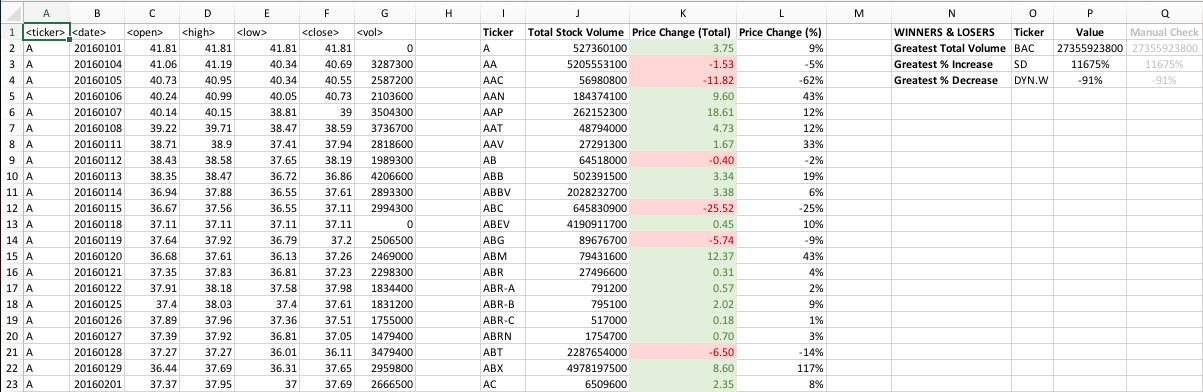 A B C D E F G H I J K L M N O P Q
1 <ticker> <date> <open> <high> <low> <close> <vol> Ticker Total Stock Volume Price Change (Total) Price Change (%) WINNERS & LOSERS Ticker Value Manual Check
2 A 20160101 41.81 41.81 41.81 41.81 0 A 527360100 3.75 9% Greatest Total Volume BAC 27355923800 27355923800
3 A 20160104 41.06 41.19 40.34 40.69 3287300 AA 5205553100 -1.53 -5% Greatest % Increase SD 11675% 11675%
4 A 20160105 40.73 40.95 40.34 40.55 2587200 AAC 56980800 -11.82 -62% Greatest % Decrease DYN.W -91% -91%
5 A 20160106 40.24 40.99 40.05 40.73 2103600 AAN 184374100 9.60 43%
6 A 20160107 40.14 40.15 38.81 39 3504300 AAP 262152300 18.61 12%
7 A 20160108 39.22 39.71 38.47 38.59 3736700 AAT 48794000 4.73 12%
8 A 20160111 38.71 38.9 37.41 37.94 2818600 AAV 27291300 1.67 33%
9 A 20160112 38.43 38.58 37.65 38.19 1989300 AB 64518000 -0.40 -2%
10 A 20160113 38.35 38.47 36.72 36.86 4206600 ABB 502391500 3.34 19%
11 A 20160114 36.94 37.88 36.55 37.61 2893300 ABBV 2028232700 3.38 6%
12 A 20160115 36.67 37.56 36.55 37.11 2994300 ABC 645830900 -25.52 -25%
13 A 20160118 37.11 37.11 37.11 37.11 0 ABEV 4190911700 0.45 10%
14 A 20160119 37.64 37.92 36.79 37.2 2506500 ABG 89676700 -5.74 -9%
15 A 20160120 36.68 37.61 36.13 37.26 2469000 ABM 79431600 12.37 43%
16 A 20160121 37.35 37.83 36.81 37.23 2298300 ABR 27496600 0.31 4%
17 A 20160122 37.91 38.18 37.58 37.98 1834400 ABR-A 791200 0.57 2%
18 A 20160125 37.4 38.03 37.4 37.61 1831200 ABR-B 795100 2.02 9%
19 A 20160126 37.89 37.96 37.36 37.51 1755000 ABR-C 517000 0.18 1%
20 A 20160127 37.39 37.92 36.81 37.05 1479400 ABRN 1754700 0.70 3%
21 A 20160128 37.27 37.27 36.01 36.11 3479400 ABT 2287654000 -6.50 -14%
22 A 20160129 36.44 37.69 36.31 37.65 2959800 ABX 4978197500 8.60 117%
23 A 20160201 37.37 37.95 37 37.69 2666500 AC 6509600 2.35 8%